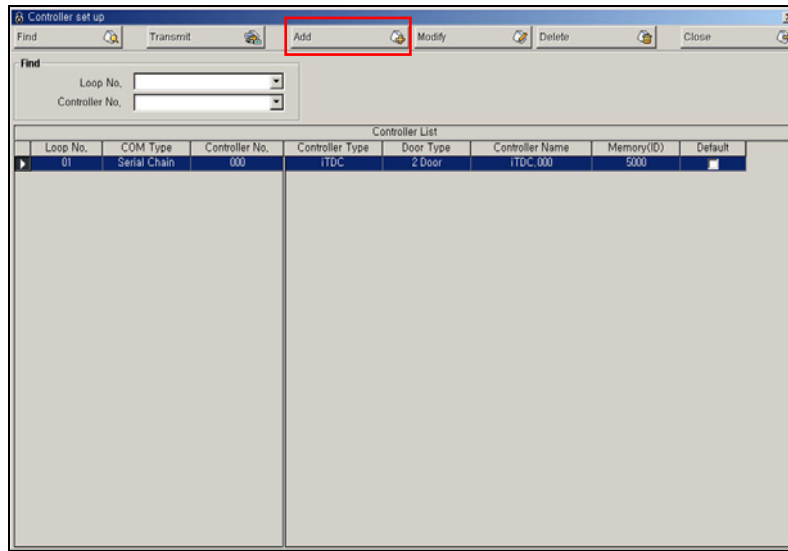 Controller set up
Find Transmit Add Modify Delete Close
Find
Loop No,
Controller No,
Controller List
Loop No, COM Type Controller No, Controller Type Door Type Controller Name Memory(ID) Default
01 Serial Chain 000 iTDC 2 Door iTDC,000 5000